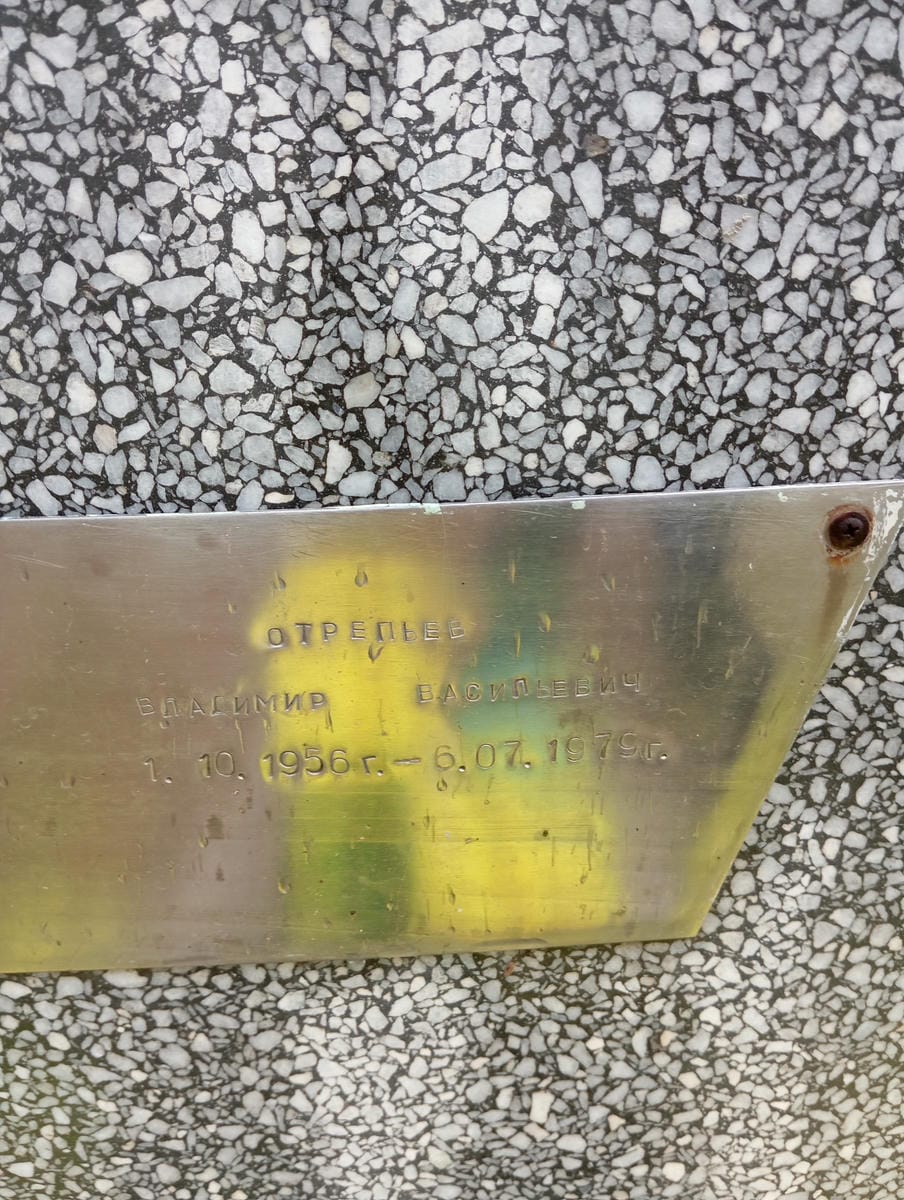 ОТРЕПЬЕВ
ВЛАДИМИР ВАСИЛЬЕВИЧ
1. 10. 1956 г. — 6.07. 1979 г.